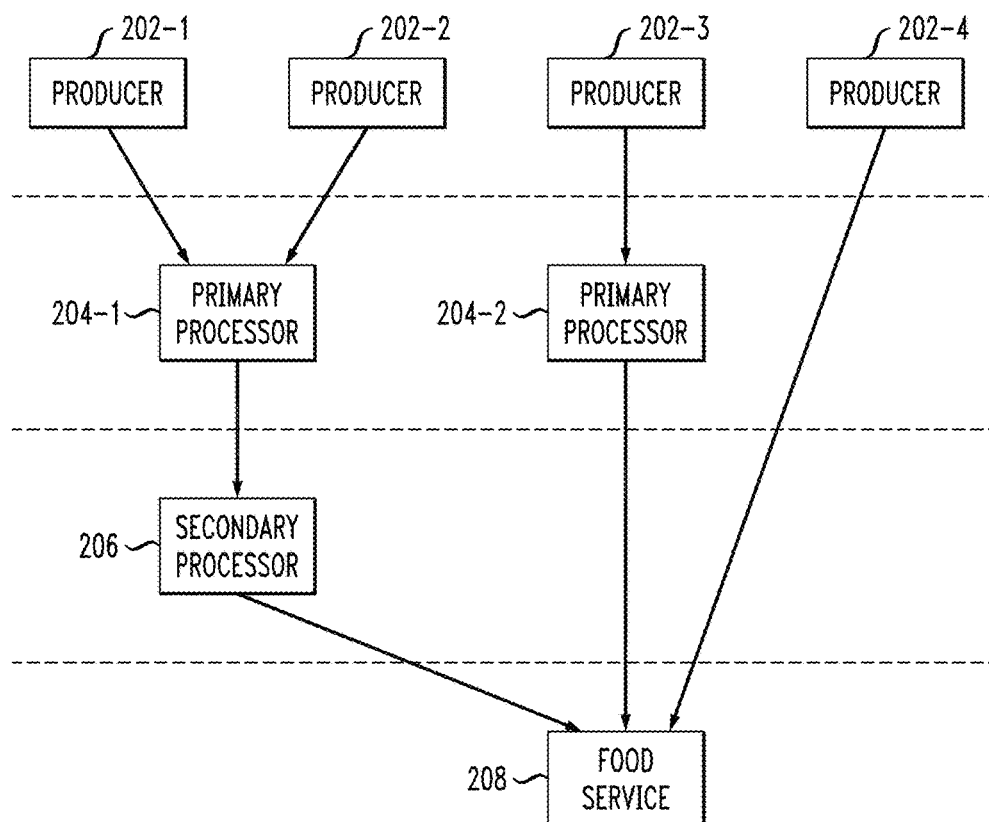 202-1
202-2
202-3
202-4
PRODUCER
PRODUCER
PRODUCER
PRODUCER
204-1
PRIMARY
PROCESSOR
204-2
PRIMARY
PROCESSOR
206
SECONDARY
PROCESSOR
208
FOOD
SERVICE